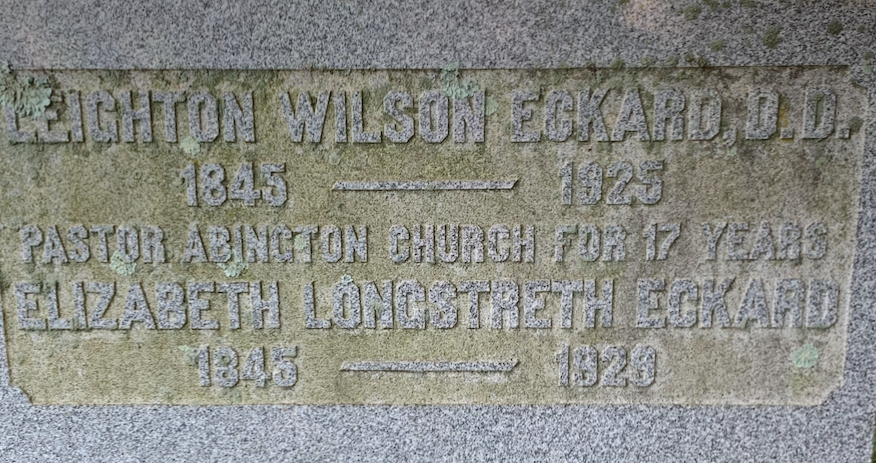 LEIGHTON WILSON ECKARD, D.D.
1845 — 1925
PASTOR ABINGTON CHURCH FOR 17 YEARS
ELIZABETH LONGSTRETH ECKARD
1845 — 1929